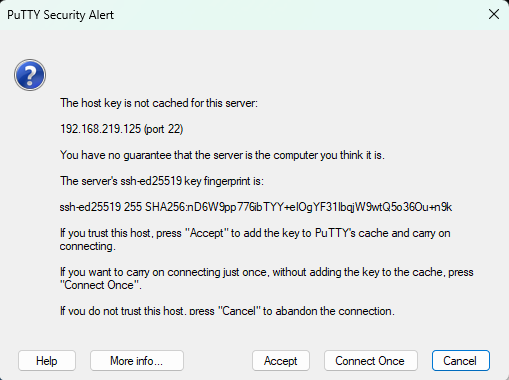 PuTTY Security Alert
The host key is not cached for this server:
192.168.219.125 (port 22)
You have no guarantee that the server is the computer you think it is.
The server's ssh-ed25519 key fingerprint is:
ssh-ed25519 255 SHA256:nD6W9pp776ibTYY+elOgYF31lbqjW9wtQ5o36Ou+n9k
If you trust this host, press "Accept" to add the key to PuTTY's cache and carry on
connecting.
If you want to carry on connecting just once, without adding the key to the cache, press
"Connect Once".
If you do not trust this host, press "Cancel" to abandon the connection.
Help
More info...
Accept
Connect Once
Cancel